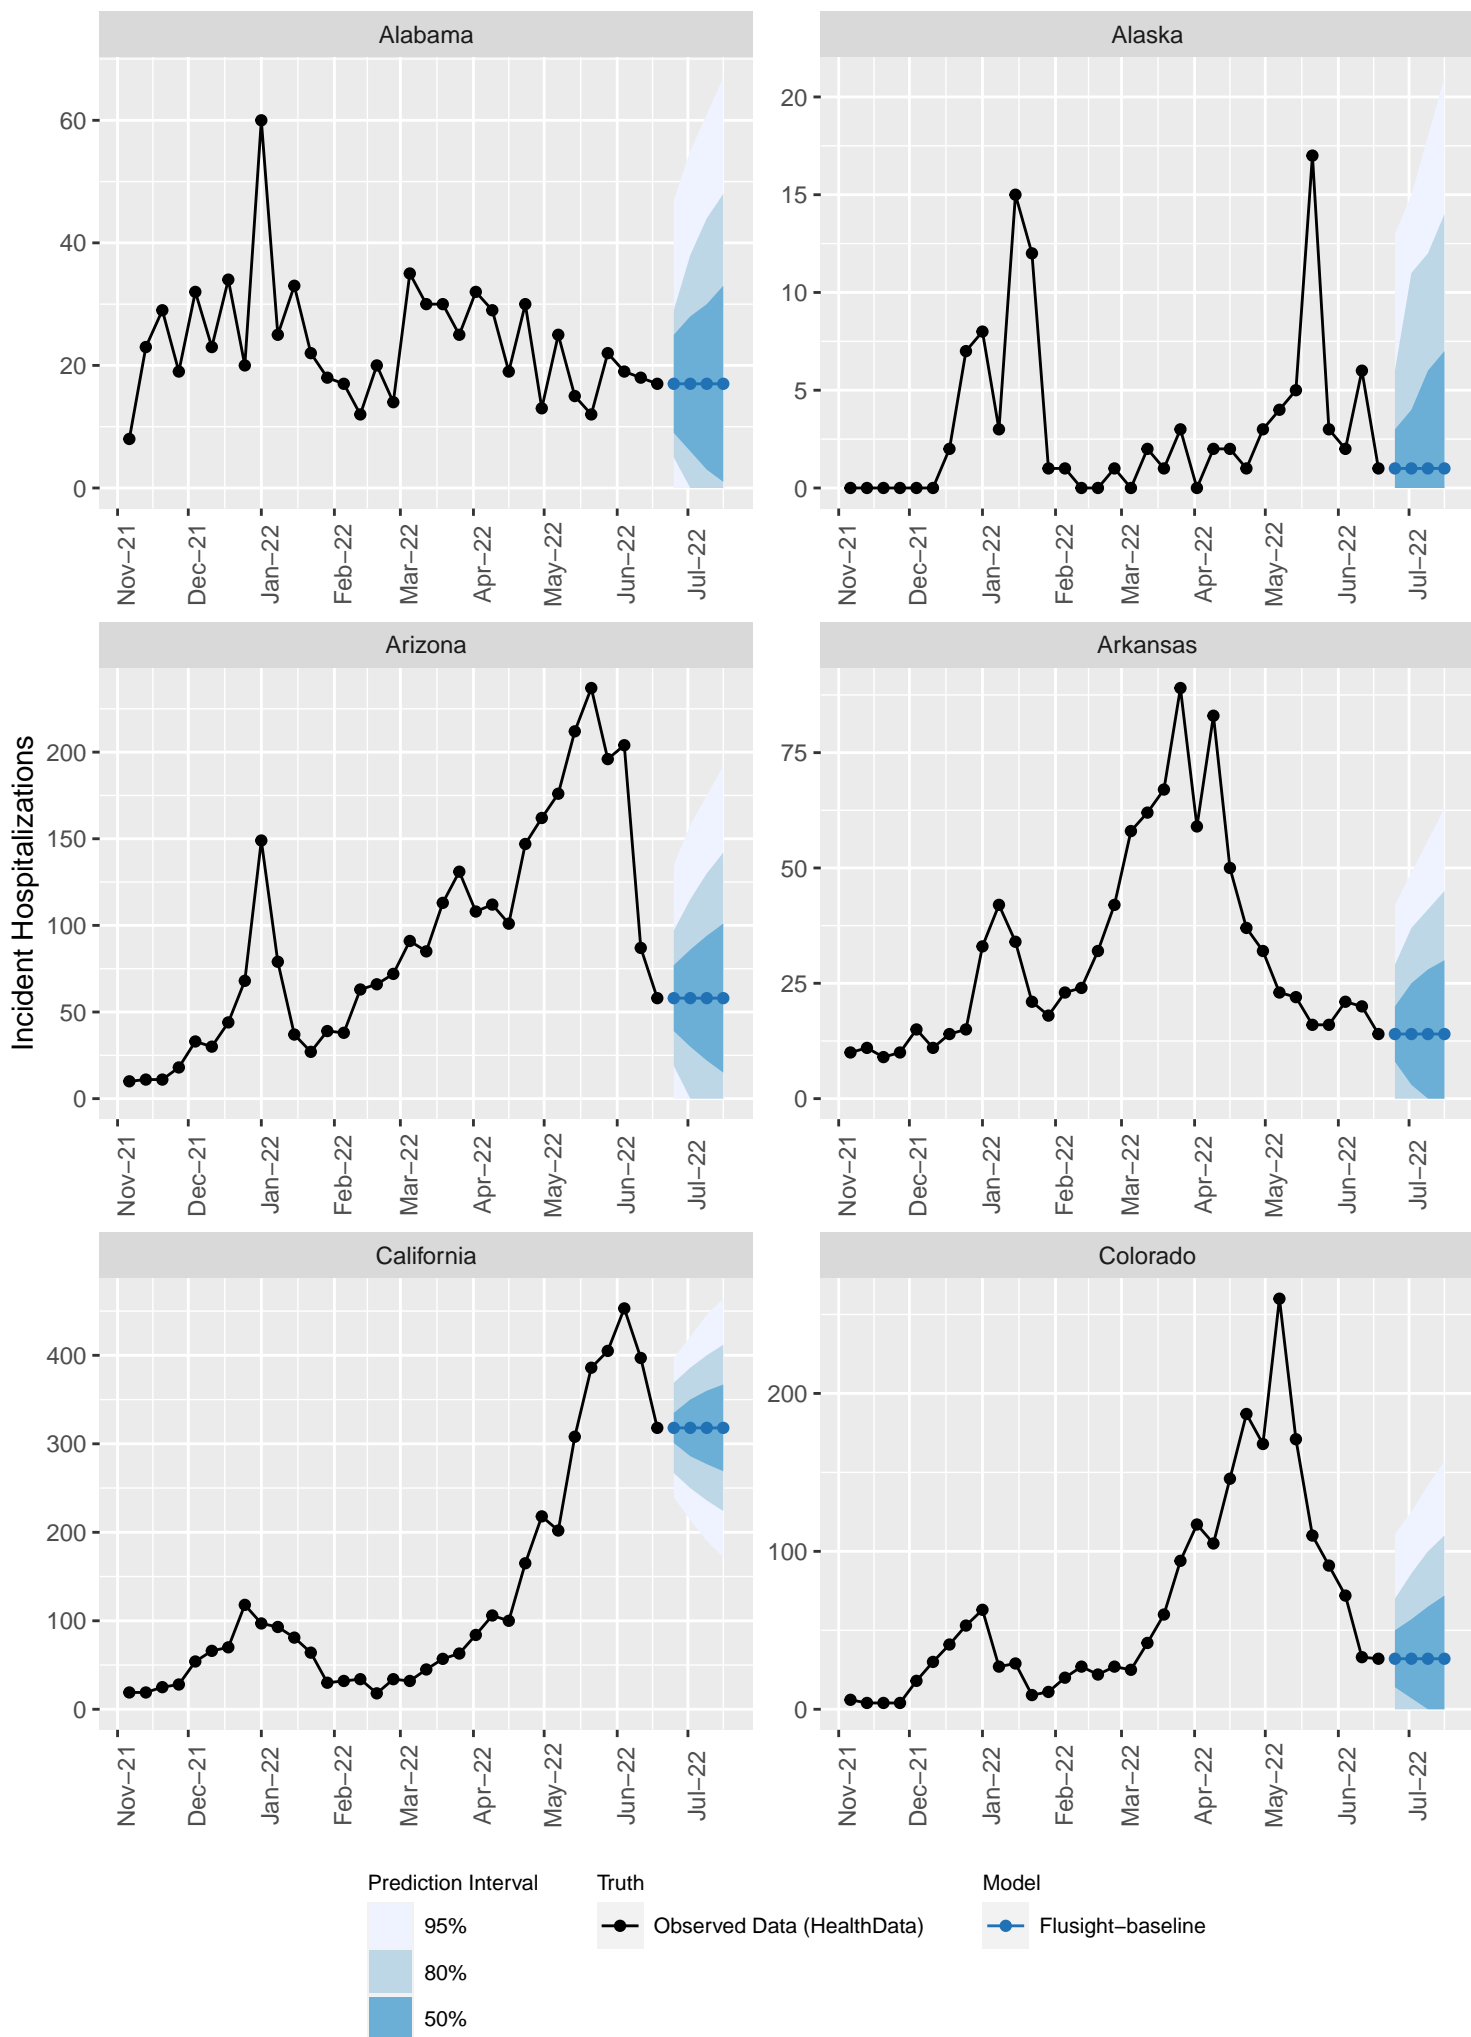 Alabama
Alaska
60
40
20
0
20
15
10
5
0
Nov−21
Dec−21
Jan−22
Feb−22
Mar−22
Apr−22
May−22
Jun−22
Jul−22
Nov−21
Dec−21
Jan−22
Feb−22
Mar−22
Apr−22
May−22
Jun−22
Jul−22
Incident Hospitalizations
Arizona
Arkansas
200
150
100
50
0
75
50
25
0
Nov−21
Dec−21
Jan−22
Feb−22
Mar−22
Apr−22
May−22
Jun−22
Jul−22
Nov−21
Dec−21
Jan−22
Feb−22
Mar−22
Apr−22
May−22
Jun−22
Jul−22
California
Colorado
400
300
200
100
0
200
100
0
Nov−21
Dec−21
Jan−22
Feb−22
Mar−22
Apr−22
May−22
Jun−22
Jul−22
Nov−21
Dec−21
Jan−22
Feb−22
Mar−22
Apr−22
May−22
Jun−22
Jul−22
Prediction Interval
95%
80%
50%
Truth
Observed Data (HealthData)
Model
Flusight−baseline